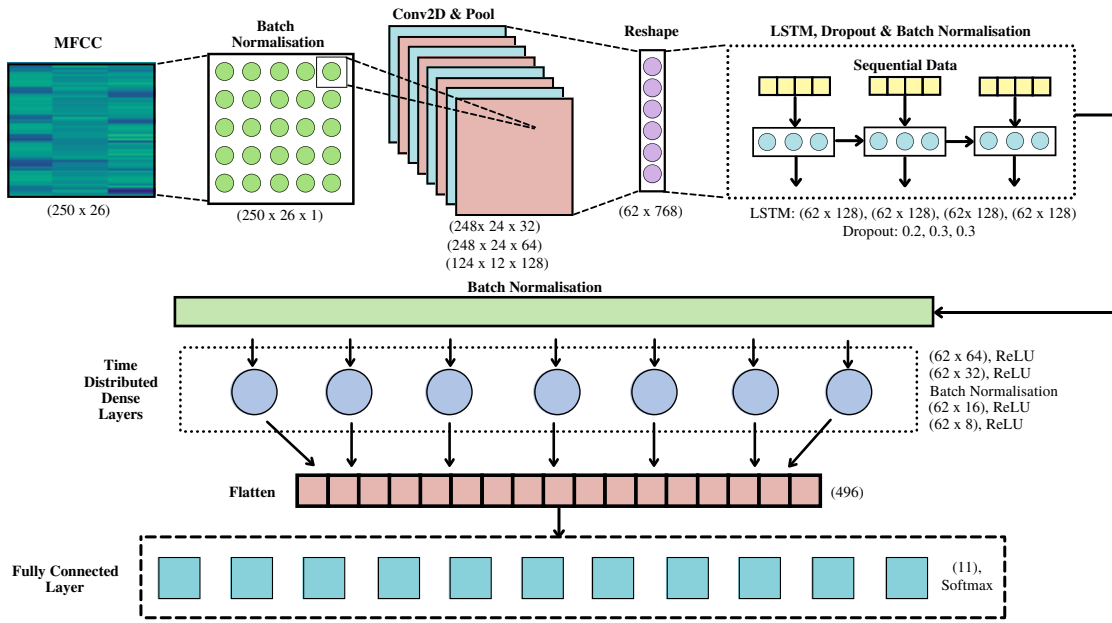 MFCC
(250 x 26)
Batch
Normalisation
(250 x 26 x 1)
Conv2D & Pool
(248x 24 x 32)
(248 x 24 x 64)
(124 x 12 x 128)
Reshape
(62 x 768)
LSTM, Dropout & Batch Normalisation
Sequential Data
LSTM: (62 x 128), (62 x 128), (62x 128), (62 x 128)
Dropout: 0.2, 0.3, 0.3
Batch Normalisation
Time
Distributed
Dense
Layers
(62 x 64), ReLU
(62 x 32), ReLU
Batch Normalisation
(62 x 16), ReLU
(62 x 8), ReLU
Flatten
(496)
Fully Connected
Layer
(11),
Softmax